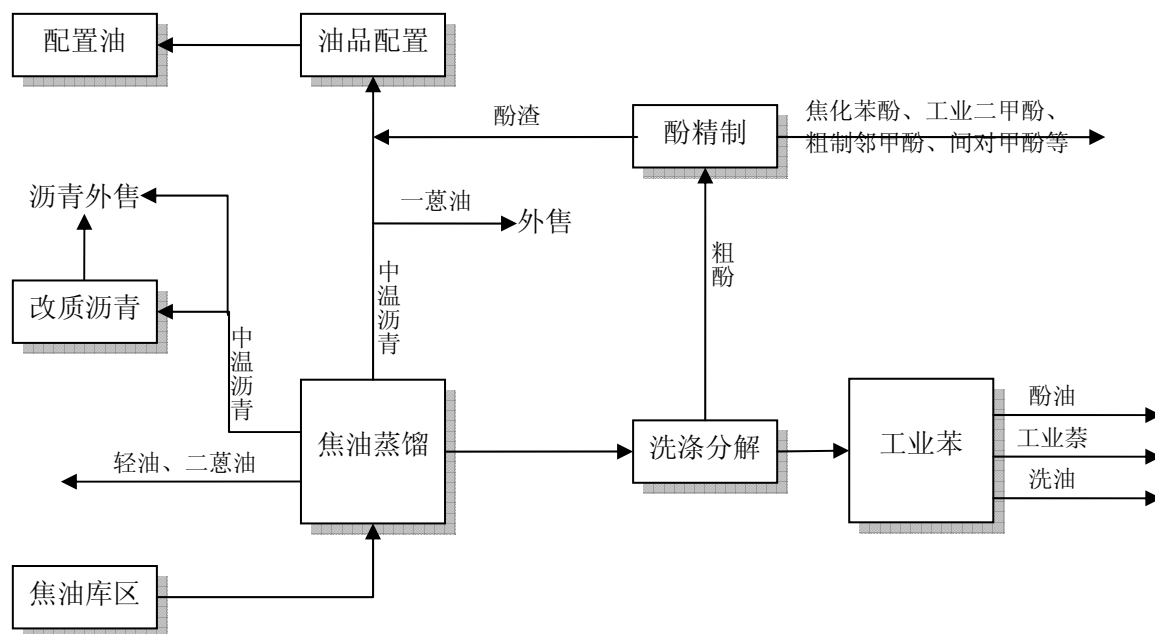 配置油
油品配置
酚渣
酚精制
焦化苯酚、工业二甲酚、
粗制邻甲酚、间对甲酚等
沥青外售
一蒽油
外售
粗酚
中温沥青
改质沥青
中温沥青
焦油蒸馏
洗涤分解
工业苯
酚油
工业萘
洗油
轻油、二蒽油
焦油库区